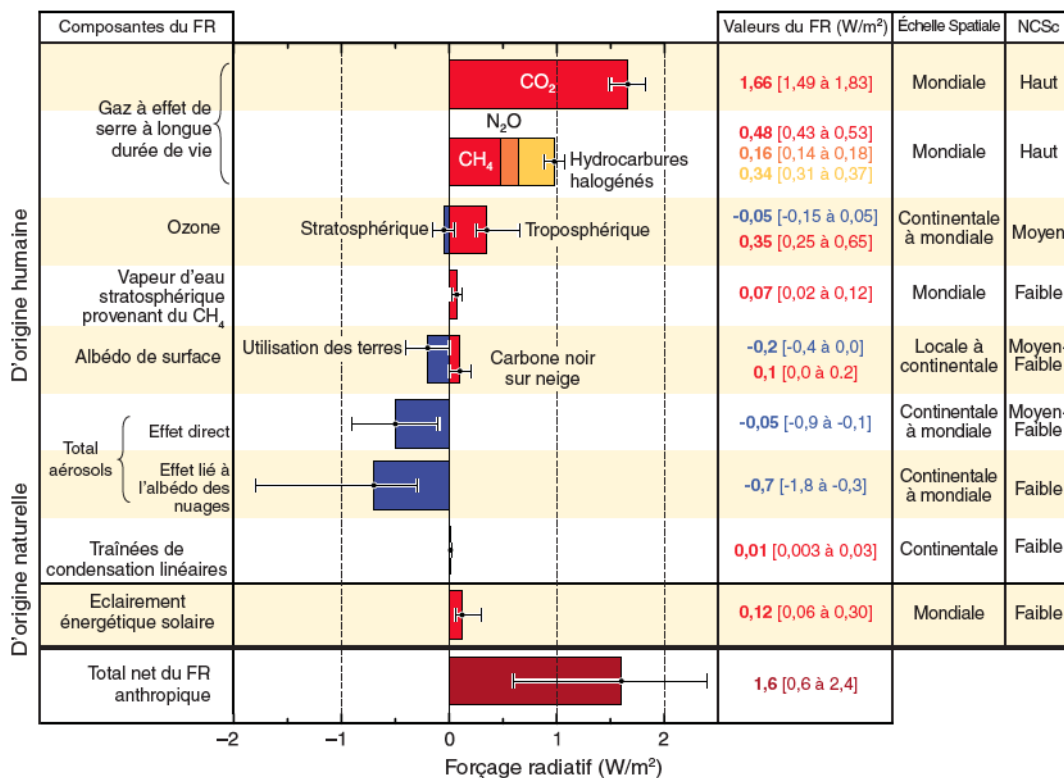 Composantes du FR
Valeurs du FR (W/m²)
Échelle Spatiale
NCSc
D'origine humaine
Gaz à effet de
serre à longue
durée de vie
CO₂
1,66 [1,49 à 1,83]
Mondiale
Haut
N₂O
CH₄
Hydrocarbures
halogénés
0,48 [0,43 à 0,53]
0,16 [0,14 à 0,18]
0,34 [0,31 à 0,37]
Mondiale
Haut
Ozone
Stratosphérique
Troposphérique
-0,05 [-0,15 à 0,05]
0,35 [0,25 à 0,65]
Continentale
à mondiale
Moyen
Vapeur d'eau
stratosphérique
provenant du CH₄
0,07 [0,02 à 0,12]
Mondiale
Faible
Albédo de surface
Utilisation des terres
Carbone noir
sur neige
-0,2 [-0,4 à 0,0]
0,1 [0,0 à 0.2]
Locale à
continentale
Moyen-
Faible
Total
aérosols
Effet direct
-0,05 [-0,9 à -0,1]
Continentale
à mondiale
Moyen-
Faible
Effet lié à
l'albédo des
nuages
-0,7 [-1,8 à -0,3]
Continentale
à mondiale
Faible
Traînées de
condensation linéaires
0,01 [0,003 à 0,03]
Continentale
Faible
D'origine naturelle
Eclairement
énergétique solaire
0,12 [0,06 à 0,30]
Mondiale
Faible
Total net du FR
anthropique
1,6 [0,6 à 2,4]
–2 –1 0 1 2
Forçage radiatif (W/m²)